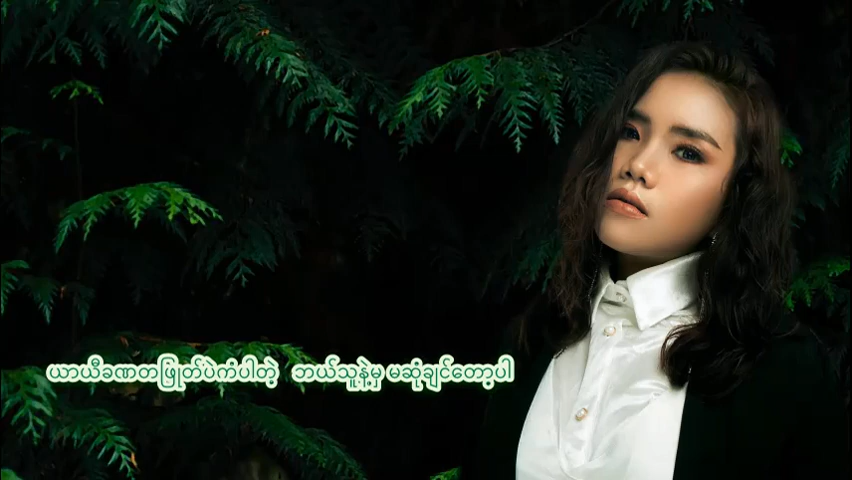 ယာယီခဏတဖြုတ်ပဲကံပါတဲ့ ဘယ်သူနဲ့မှ မဆုံချင်တော့ပါ